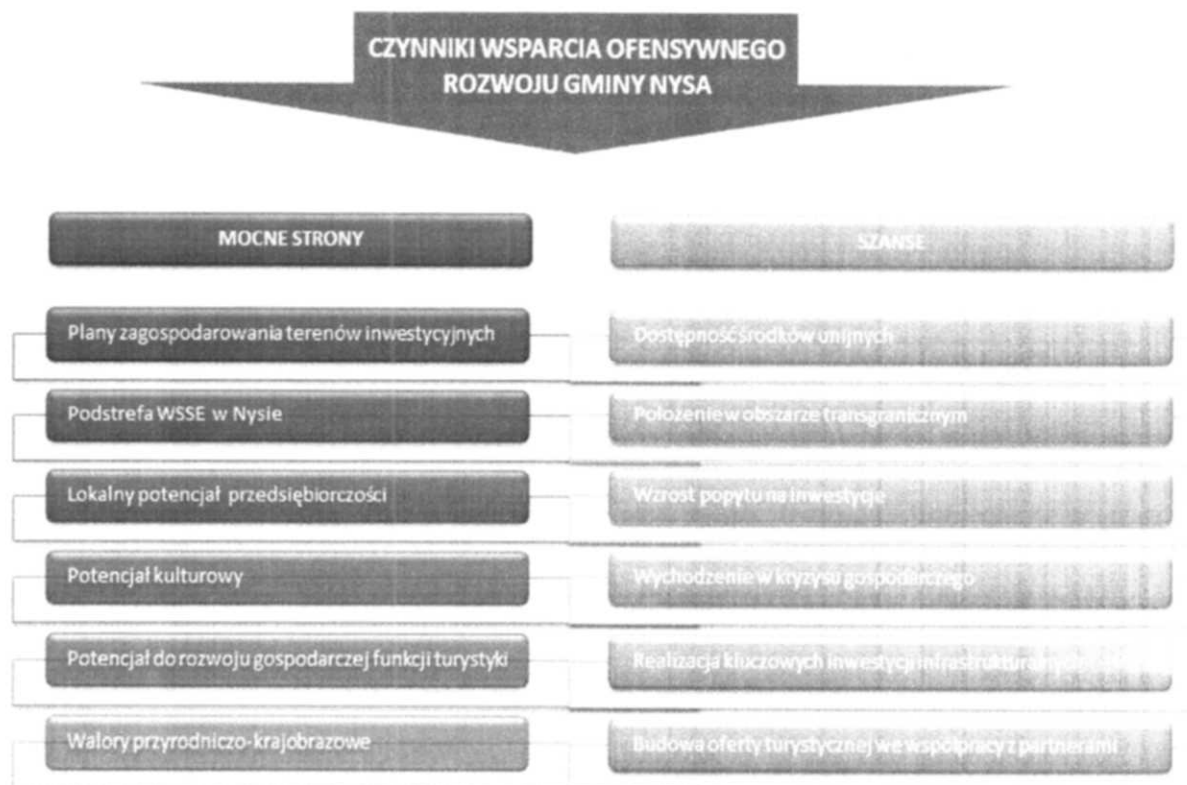 CZYNNIKI WSPARCIA OFENSYWNEGO
ROZWOJU GMINY NYSA
MOCNE STRONY
SZANSE
Plany zagospodarowania terenów inwestycyjnych
Dostępność środków unijnych
Podstrefa WSSE w Nysie
Położenie w obszarze transgranicznym
Lokalny potencjał przedsiębiorczości
Wzrost popytu na inwestycje
Potencjał kulturowy
Wychodzenie w kryzysu gospodarczego
Potencjał do rozwoju gospodarczej funkcji turystyki
Realizacja kluczowych inwestycji infrastrukturalnych
Walory przyrodniczo-krajobrazowe
Budowa oferty turystycznej we współpracy z partnerami